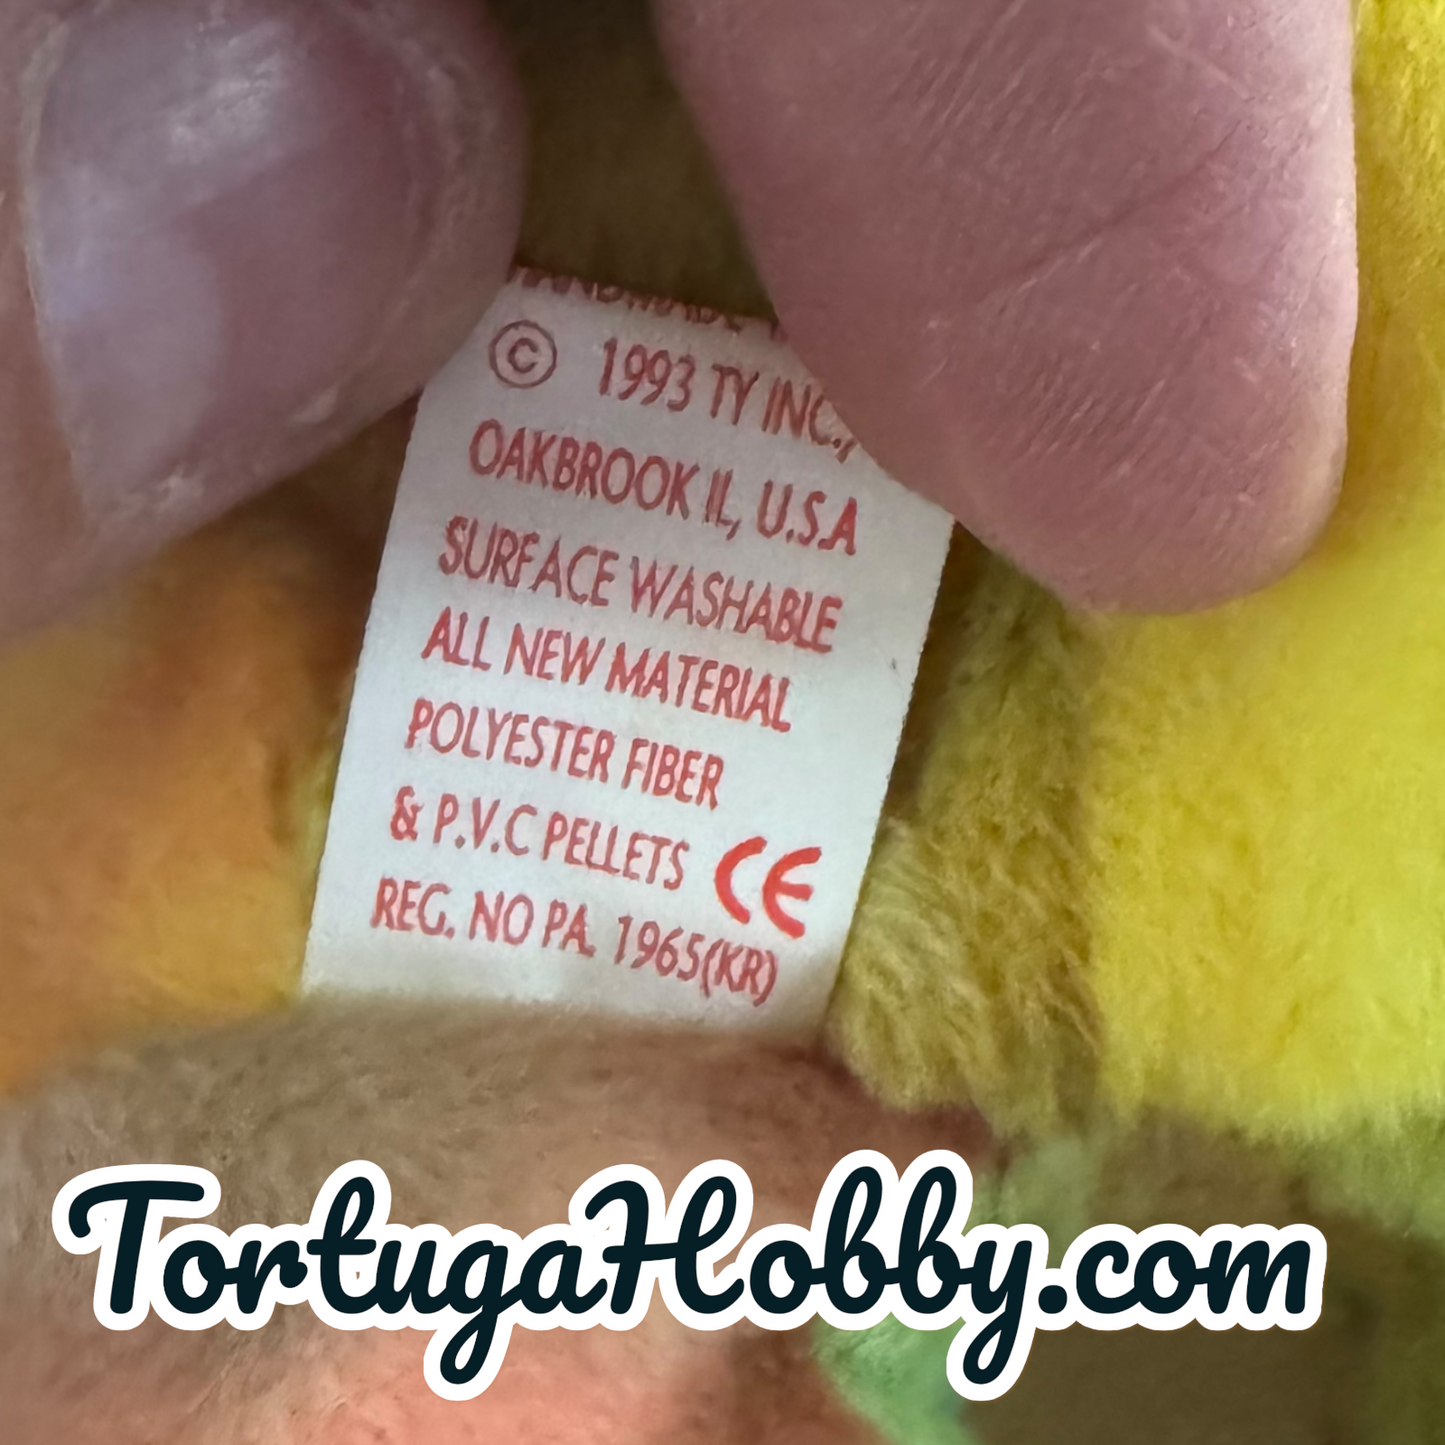 HANDMADE
© 1993 TY INC.,
OAKBROOK IL, U.S.A
SURFACE WASHABLE
ALL NEW MATERIAL
POLYESTER FIBER
& P.V.C PELLETS CE
REG. NO PA. 1965(KR)
TortugaHobby.com